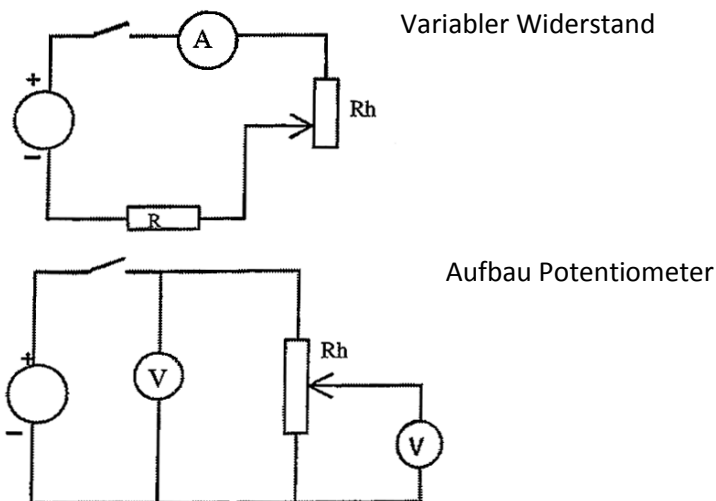 Variabler Widerstand
A
+
Rh
−
R
Aufbau Potentiometer
+
V
Rh
−
V